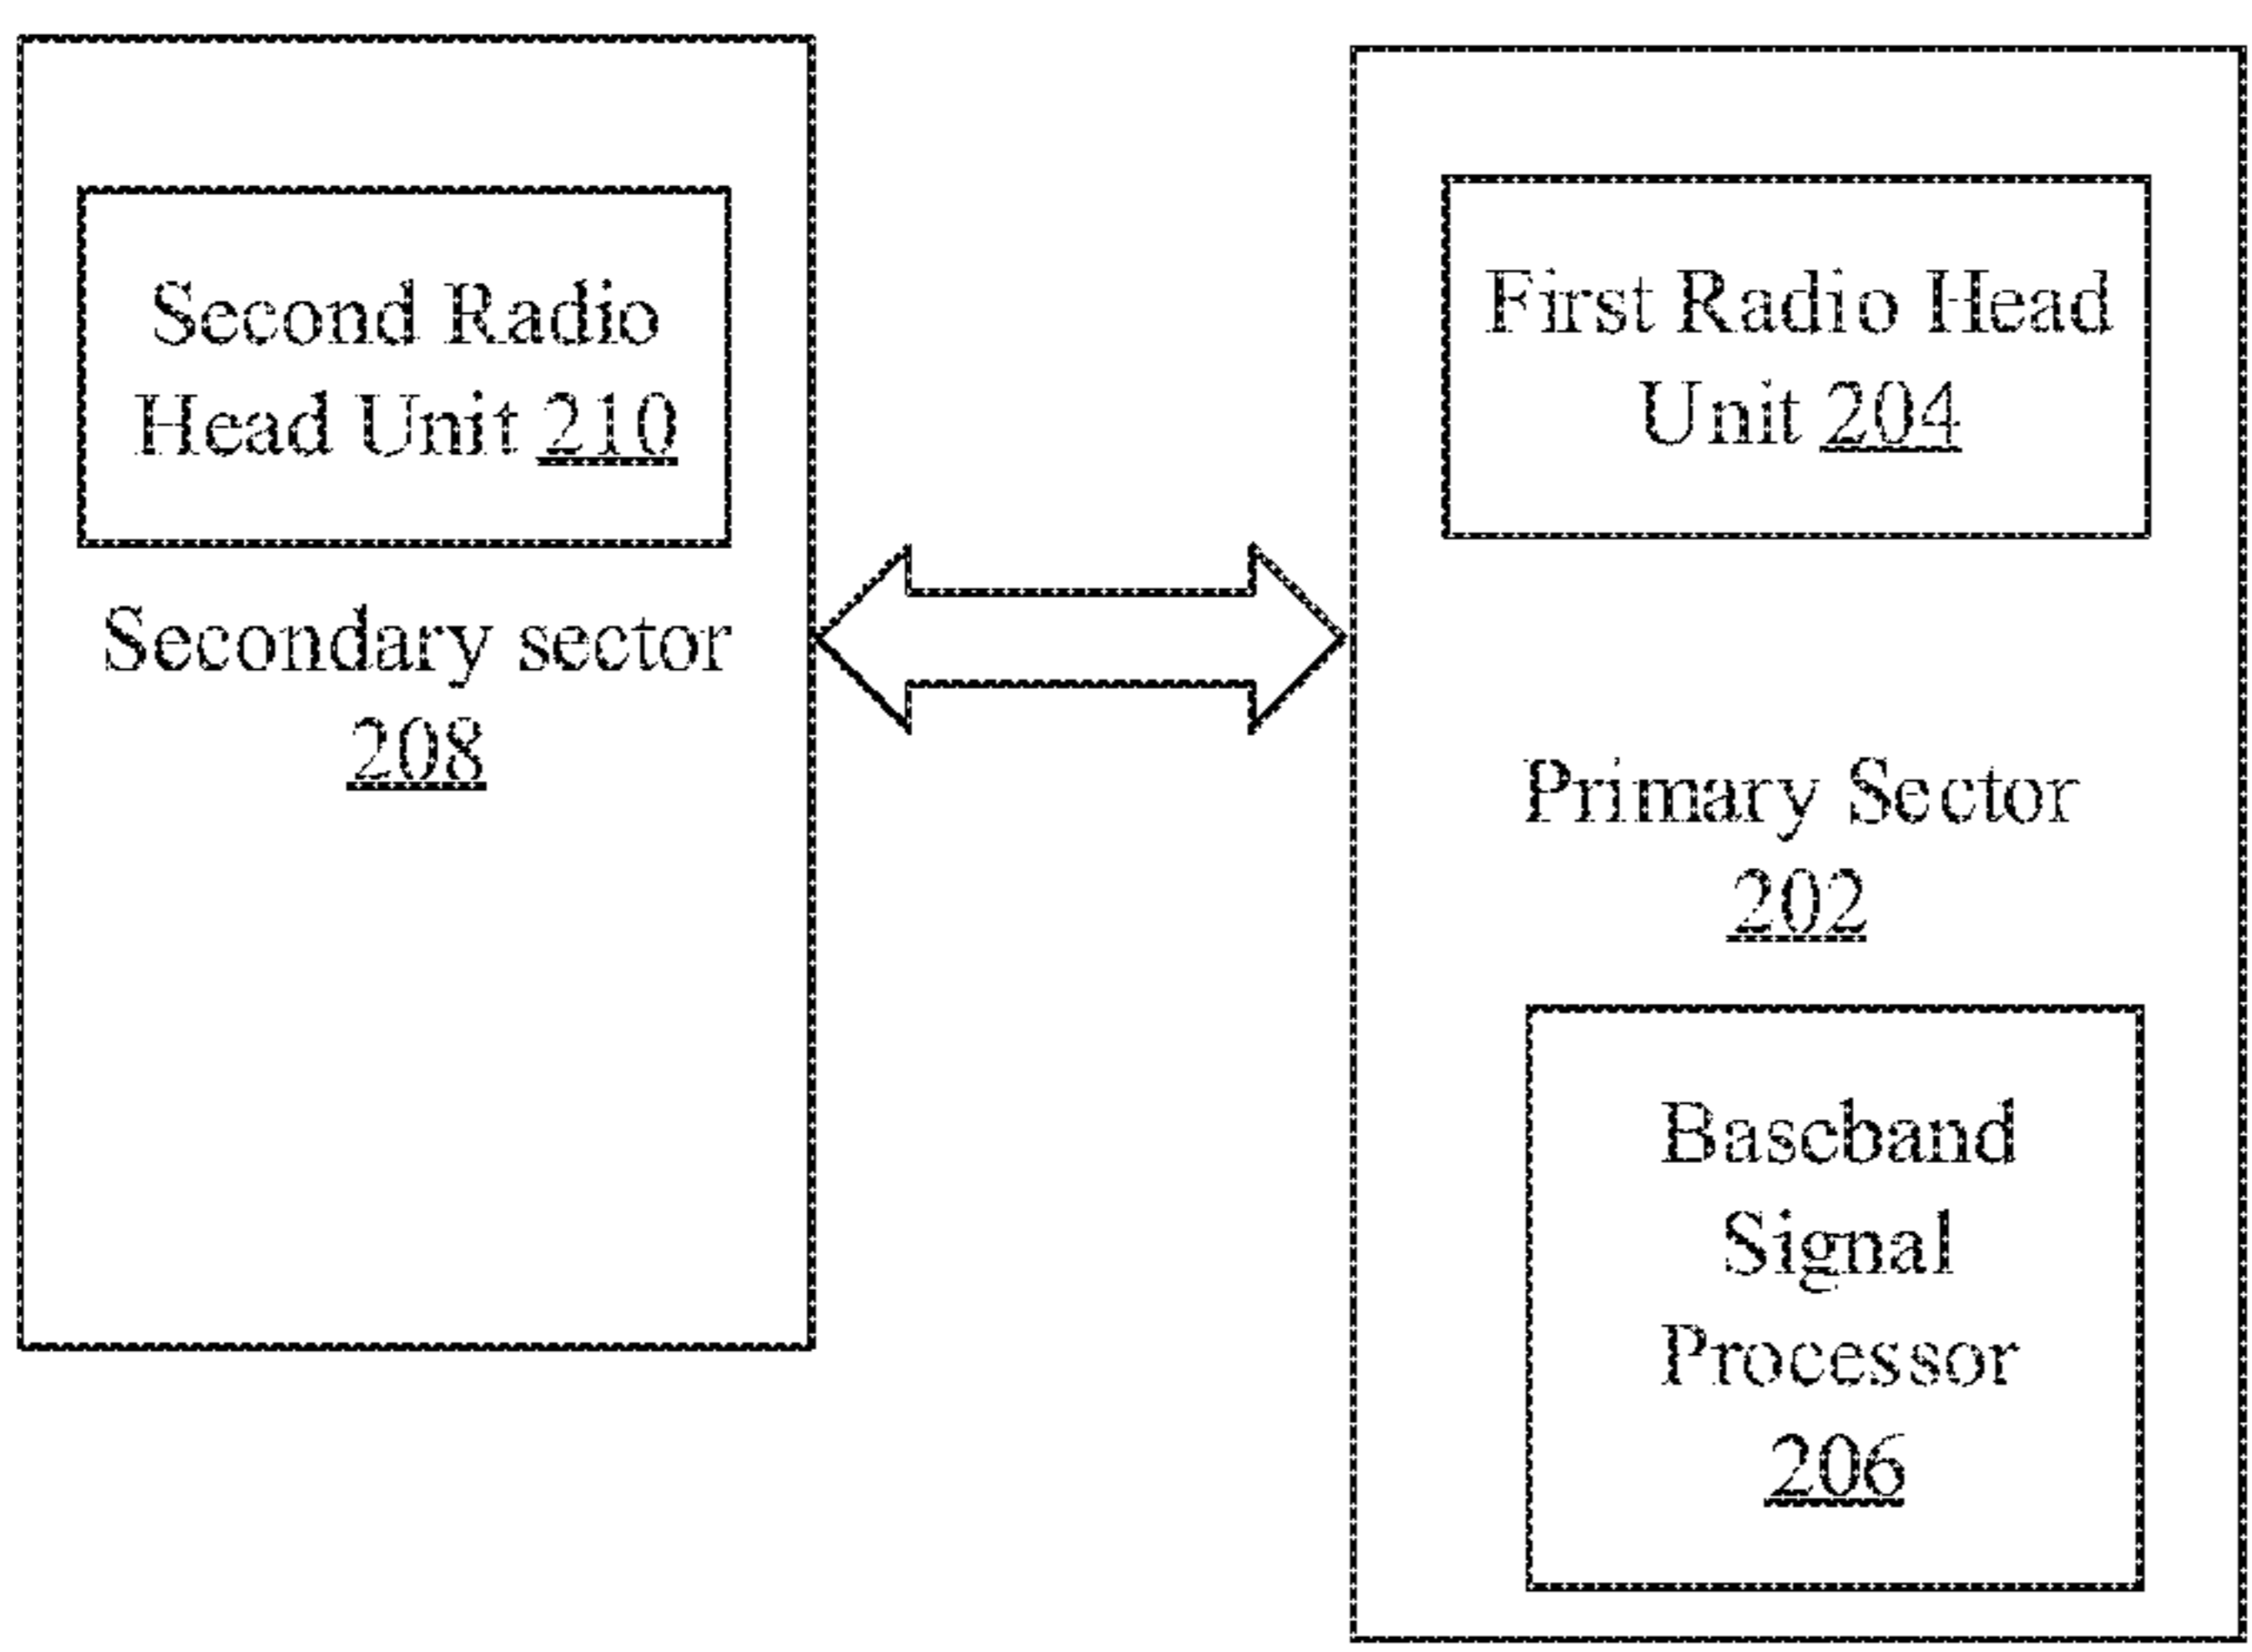 Second Radio
Head Unit 210
Secondary sector
208
First Radio Head
Unit 204
Primary Sector
202
Baseband
Signal
Processor
206